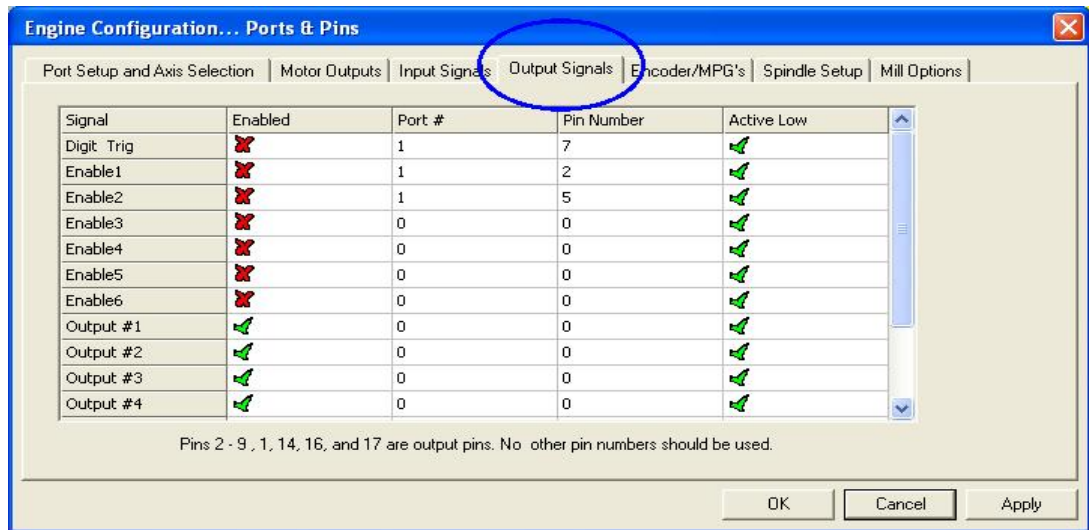 Engine Configuration... Ports & Pins
Port Setup and Axis Selection Motor Outputs Input Signals Output Signals Encoder/MPG's Spindle Setup Mill Options
Signal Enabled Port # Pin Number Active Low
Digit Trig 1 7
Enable1 1 2
Enable2 1 5
Enable3 0 0
Enable4 0 0
Enable5 0 0
Enable6 0 0
Output #1 0 0
Output #2 0 0
Output #3 0 0
Output #4 0 0
Pins 2 - 9 , 1, 14, 16, and 17 are output pins. No other pin numbers should be used.
OK Cancel Apply